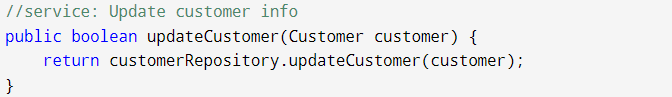 //service: Update customer info
public boolean updateCustomer(Customer customer) {
    return customerRepository.updateCustomer(customer);
}